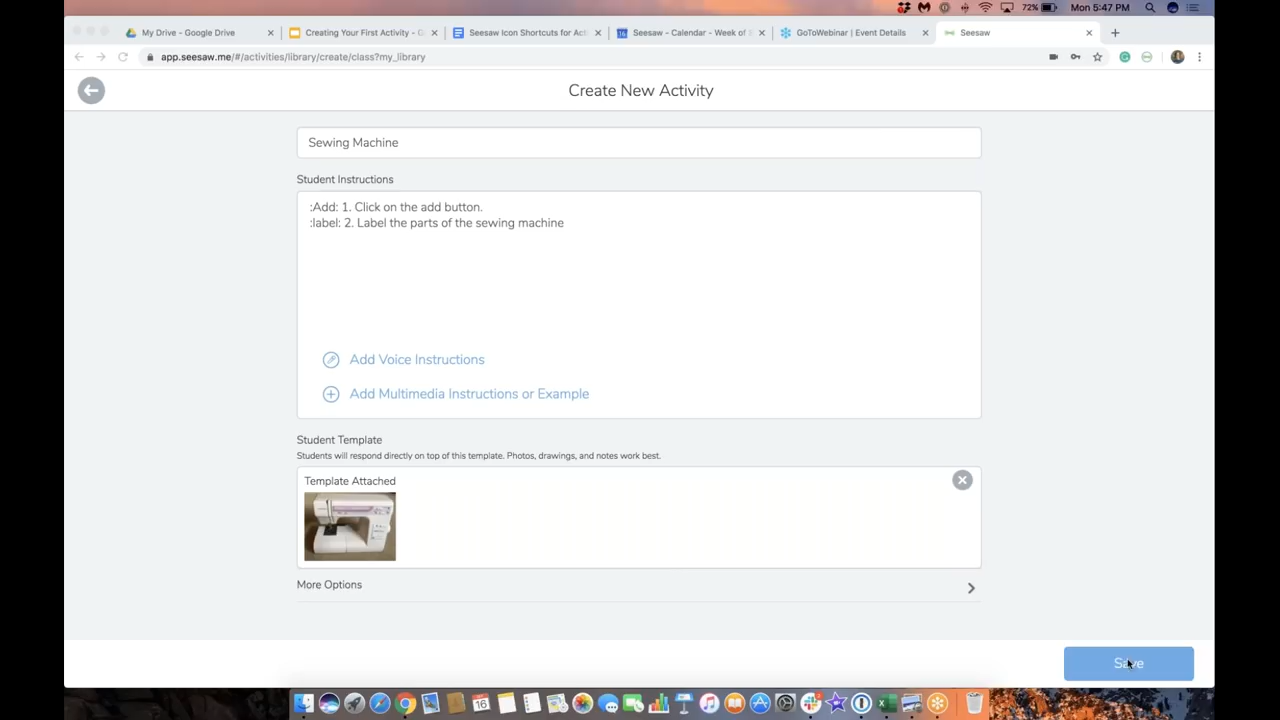 72% Mon 5:47 PM
My Drive - Google Drive
Creating Your First Activity - G
Seesaw Icon Shortcuts for Act
16 Seesaw - Calendar - Week of
GoToWebinar | Event Details
Seesaw
app.seesaw.me/#/activities/library/create/class?my_library
Create New Activity
Sewing Machine
Student Instructions
:Add: 1. Click on the add button.
:label: 2. Label the parts of the sewing machine
Add Voice Instructions
Add Multimedia Instructions or Example
Student Template
Students will respond directly on top of this template. Photos, drawings, and notes work best.
Template Attached
More Options
Save
16